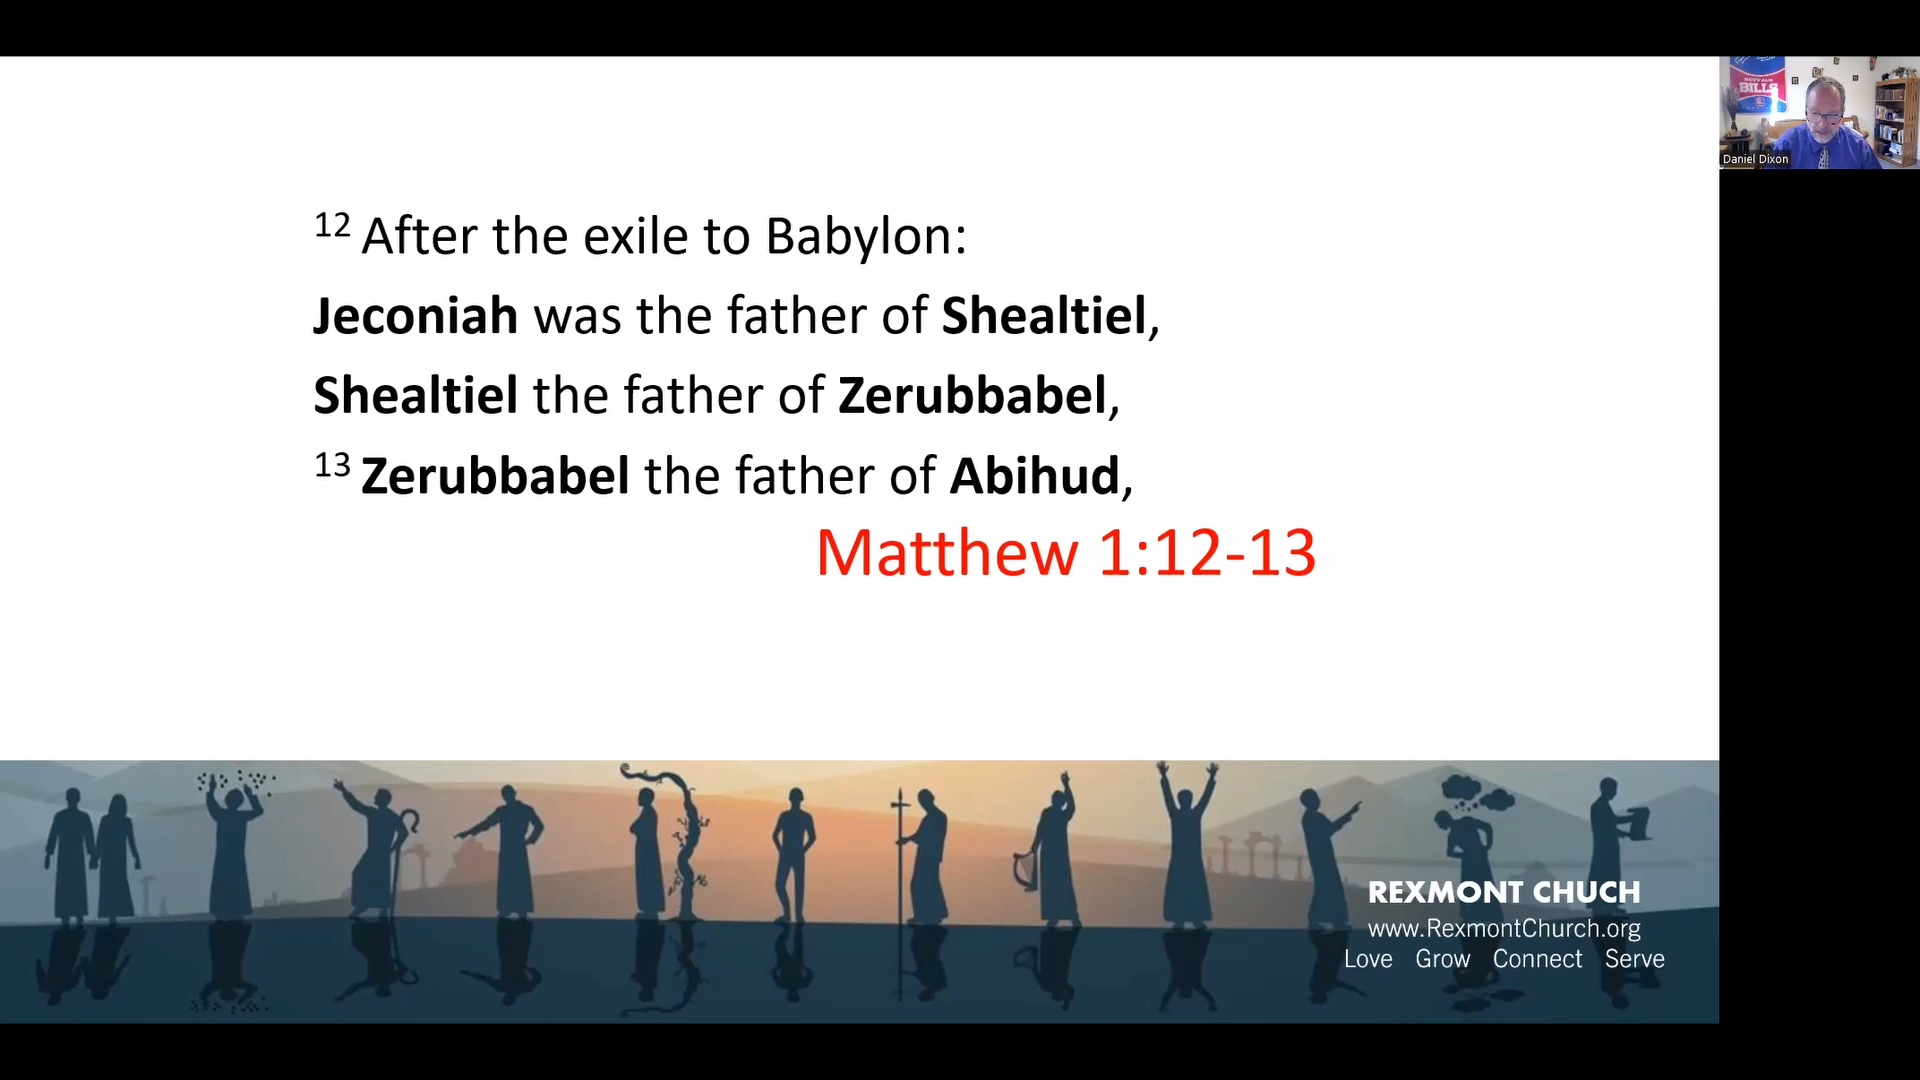 12 After the exile to Babylon:
Jeconiah was the father of Shealtiel,
Shealtiel the father of Zerubbabel,
13 Zerubbabel the father of Abihud,
Matthew 1:12-13
REXMONT CHUCH
www.RexmontChurch.org
Love Grow Connect Serve
BUFFALO
BILLS
Daniel Dixon